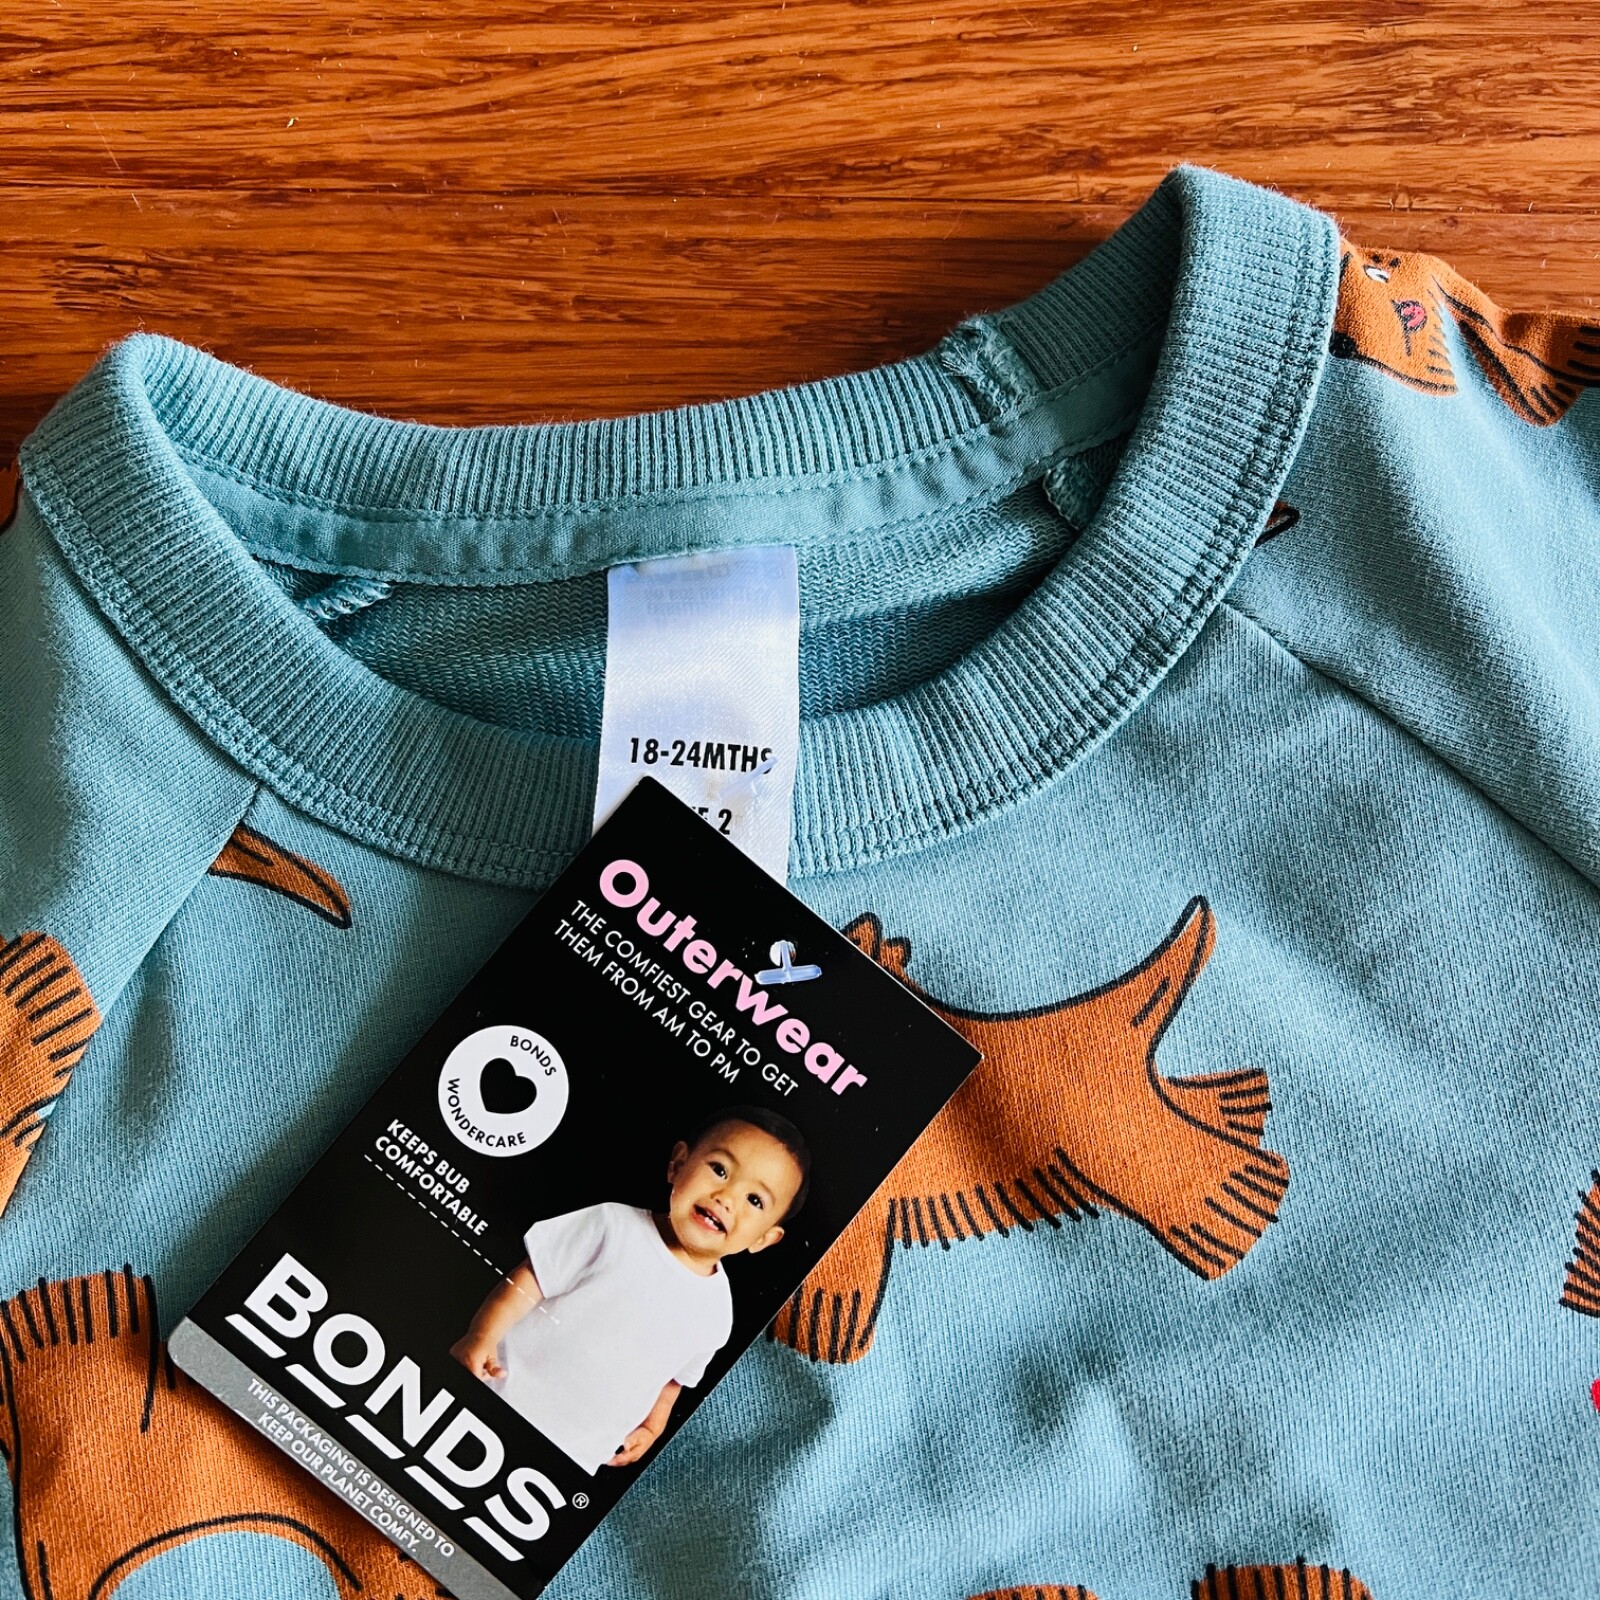 18-24MTHS
2
Outerwear
THE COMFIEST GEAR TO GET
THEM FROM AM TO PM
BONDS
WONDERCARE
KEEPS BUB
COMFORTABLE
BONDS®
THIS PACKAGING IS DESIGNED TO
KEEP OUR PLANET COMFY.